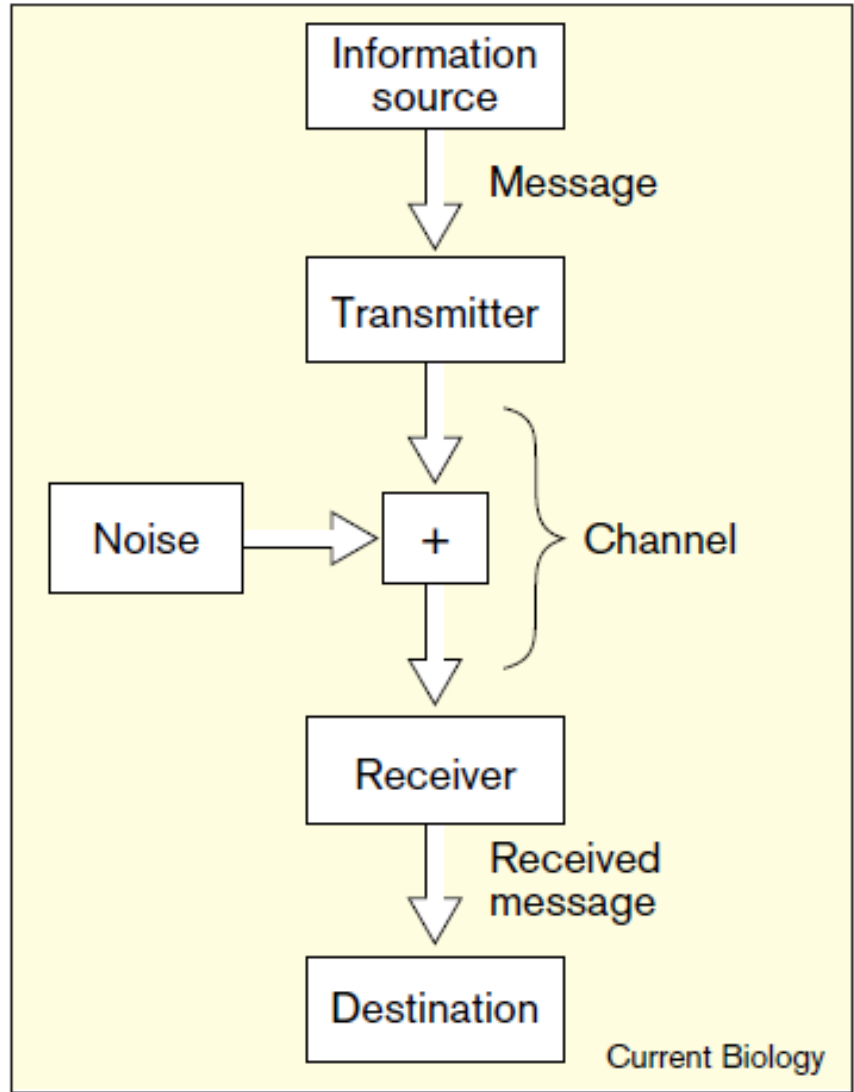 Information
source
Message
Transmitter
Noise
+
Channel
Receiver
Received
message
Destination
Current Biology